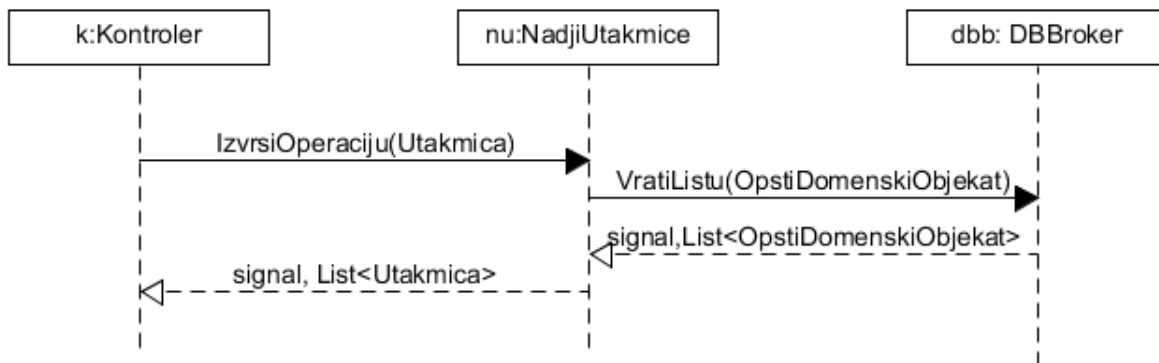 k:Kontroler
nu:NadjiUtakmice
dbb: DBBroker
IzvrsiOperaciju(Utakmica)
VratiListu(OpstiDomenskiObjekat)
signal,List<OpstiDomenskiObjekat>
signal, List<Utakmica>